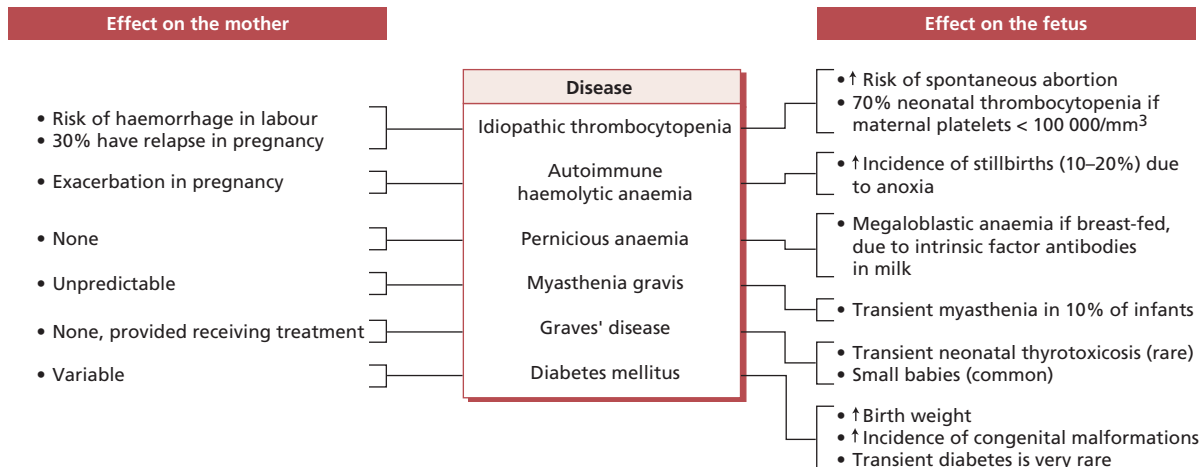 Effect on the mother
Effect on the fetus
Disease
• Risk of haemorrhage in labour
• 30% have relapse in pregnancy
Idiopathic thrombocytopenia
• ↑ Risk of spontaneous abortion
• 70% neonatal thrombocytopenia if
maternal platelets < 100 000/mm³
• Exacerbation in pregnancy
Autoimmune
haemolytic anaemia
• ↑ Incidence of stillbirths (10–20%) due
to anoxia
• None
Pernicious anaemia
• Megaloblastic anaemia if breast-fed,
due to intrinsic factor antibodies
in milk
• Unpredictable
Myasthenia gravis
• Transient myasthenia in 10% of infants
• None, provided receiving treatment
Graves' disease
• Transient neonatal thyrotoxicosis (rare)
• Small babies (common)
• Variable
Diabetes mellitus
• ↑ Birth weight
• ↑ Incidence of congenital malformations
• Transient diabetes is very rare